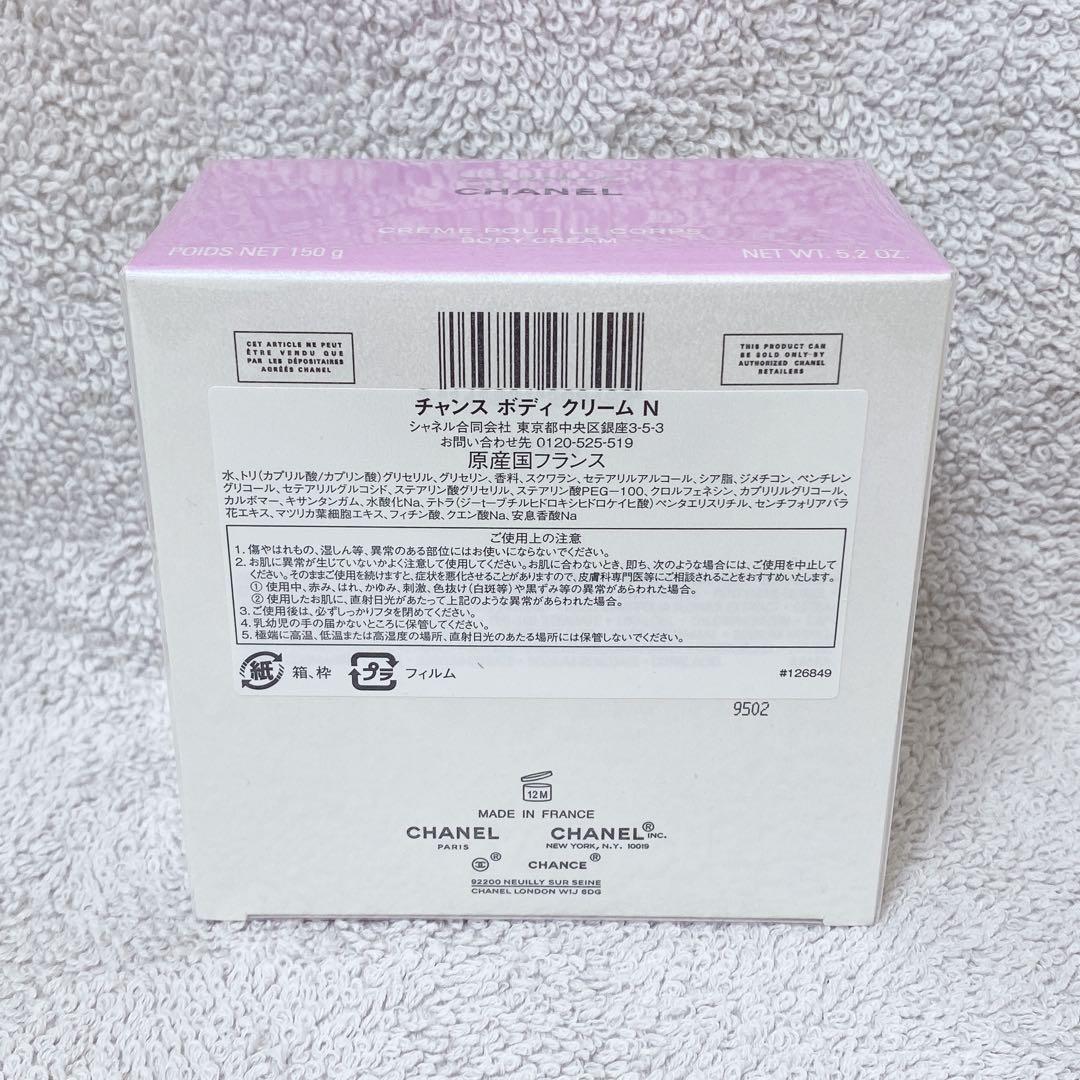 CHANEL
CRÈME POUR LE CORPS
BODY CREAM
POIDS NET 150 g
NET WT. 5.2 OZ.
CET ARTICLE NE PEUT
ÊTRE VENDU QUE
PAR LES DÉPOSITAIRES
AGRÉÉS CHANEL
THIS PRODUCT CAN
BE SOLD ONLY BY
AUTHORIZED CHANEL
RETAILERS
チャンス ボディ クリーム N
シャネル合同会社 東京都中央区銀座3-5-3
お問い合わせ先 0120-525-519
原産国フランス
水、トリ(カプリル酸/カプリン酸)グリセリル、グリセリン、香料、スクワラン、セテアリルアルコール、シア脂、ジメチコン、ペンチレン
グリコール、セテアリルグルコシド、ステアリン酸グリセリル、ステアリン酸PEG-100、クロルフェネシン、カプリリルグリコール、
カルボマー、キサンタンガム、水酸化Na、テトラ(ジ-t-ブチルヒドロキシヒドロケイヒ酸)ペンタエリスリチル、センチフォリアバラ
花エキス、マツリカ葉細胞エキス、フィチン酸、クエン酸Na、安息香酸Na
ご使用上の注意
1. 傷やはれもの、湿しん等、異常のある部位にはお使いにならないでください。
2. お肌に異常が生じていないかよく注意して使用してください。お肌に合わないとき、即ち、次のような場合には、ご使用を中止して
ください。そのままご使用を続けますと、症状を悪化させることがありますので、皮膚科専門医等にご相談されることをおすすめいたします。
① 使用中、赤み、はれ、かゆみ、刺激、色抜け(白斑等)や黒ずみ等の異常があらわれた場合。
② 使用したお肌に、直射日光があたって上記のような異常があらわれた場合。
3. ご使用後は、必ずしっかりフタを閉めてください。
4. 乳幼児の手の届かないところに保管してください。
5. 極端に高温、低温または高湿度の場所、直射日光のあたる場所には保管しないでください。
紙 箱、枠 プラ フィルム
#126849
9502
12M
MADE IN FRANCE
CHANEL CHANEL® INC.
PARIS NEW YORK, N.Y. 10019
® CHANCE®
92200 NEUILLY SUR SEINE
CHANEL LONDON W1J 6DG